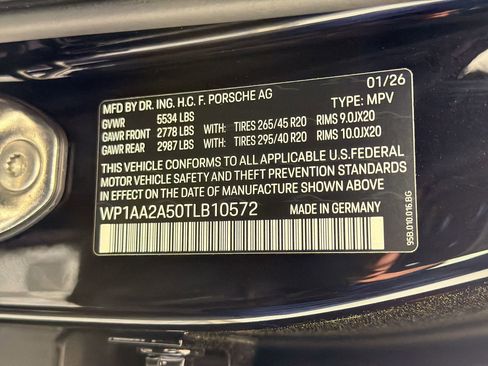 MFD BY DR. ING. H.C. F. PORSCHE AG 01/26
GVWR 5534 LBS TYPE: MPV
GAWR FRONT 2778 LBS WITH: TIRES 265/45 R20 RIMS 9.0JX20
GAWR REAR 2987 LBS WITH: TIRES 295/40 R20 RIMS 10.0JX20
THIS VEHICLE CONFORMS TO ALL APPLICABLE U.S.FEDERAL
MOTOR VEHICLE SAFETY AND THEFT PREVENTION STANDARDS
IN EFFECT ON THE DATE OF MANUFACTURE SHOWN ABOVE.
WP1AA2A50TLB10572 MADE IN GERMANY
95B.010.016.BG